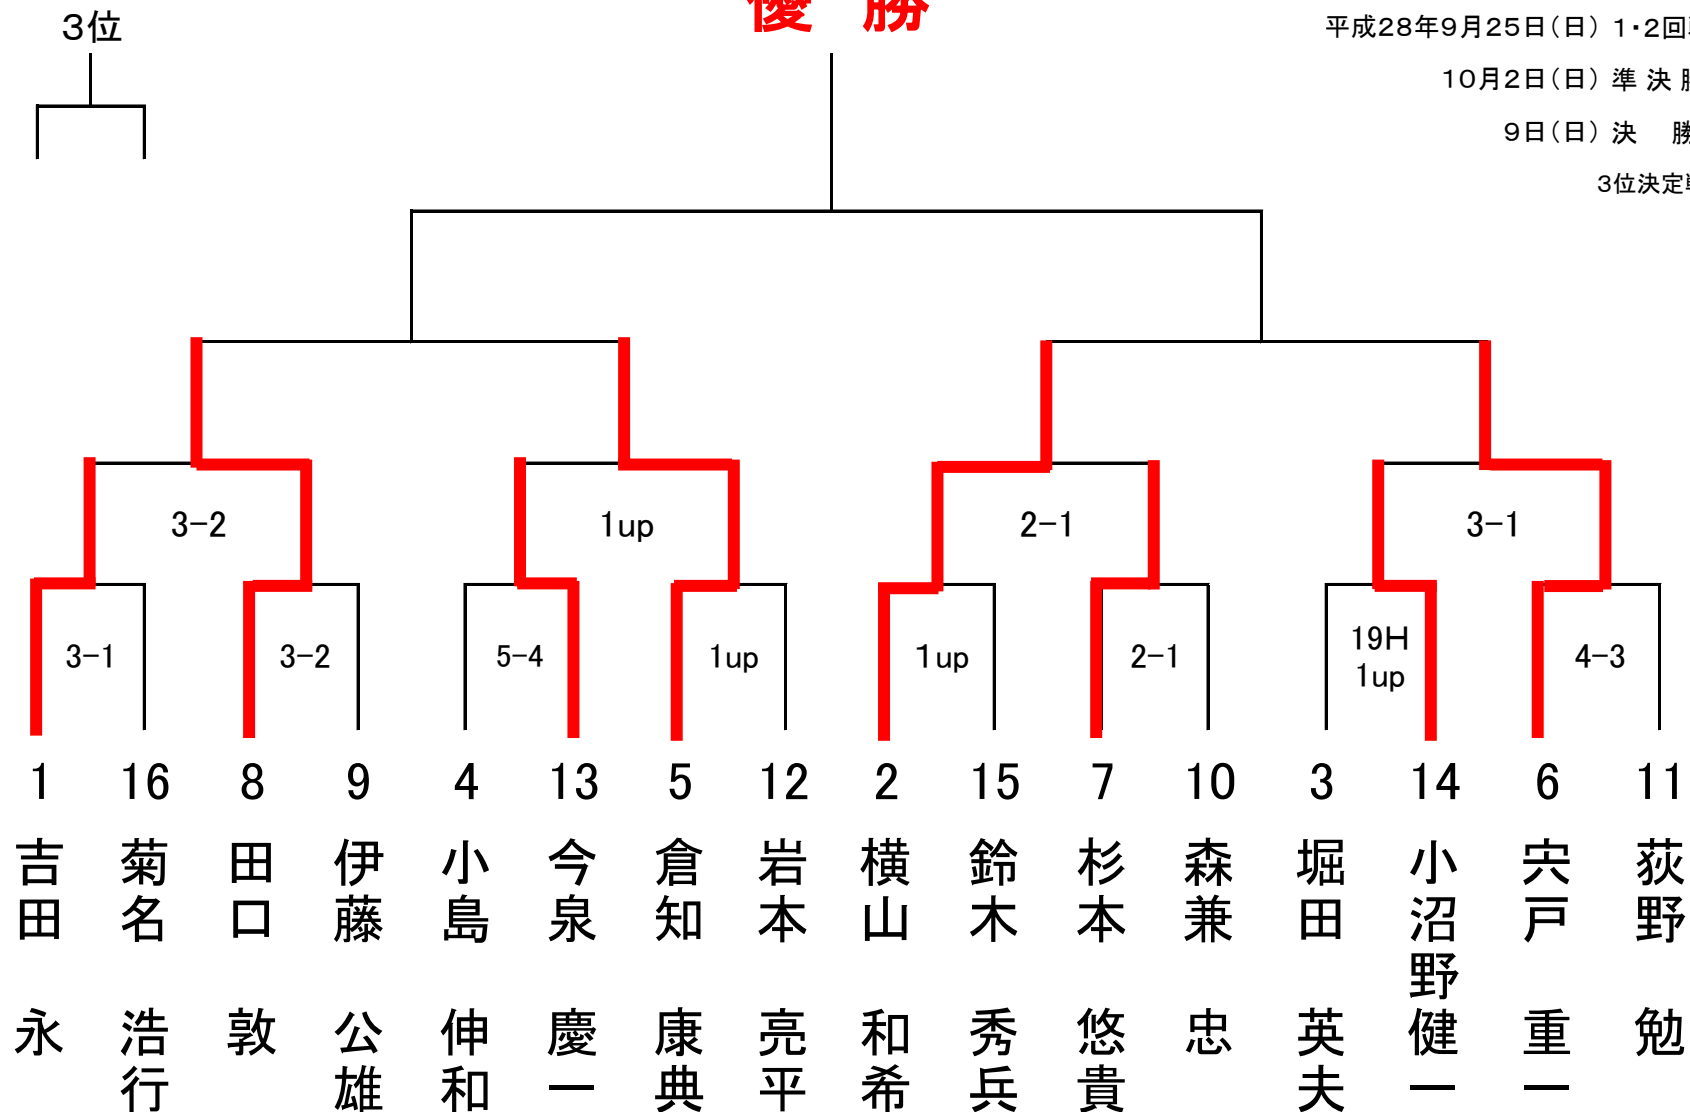 3位
優 勝
平成28年9月25日(日) 1・2回
10月2日(日) 準 決 勝
9日(日) 決 勝
3位決定戦
3-2
1up
2-1
3-1
3-1
3-2
5-4
1up
1up
2-1
19H
1up
4-3
1 16 8 9 4 13 5 12 2 15 7 10 3 14 6 11
吉田 永
菊名 浩行
田口 敦
伊藤 公雄
小島 伸和
今泉 慶一
倉知 康典
岩本 亮平
横山 和希
鈴木 秀兵
杉本 悠貴
森兼 忠
堀田 英夫
小沼野 健一
宍戸 重一
荻野 勉